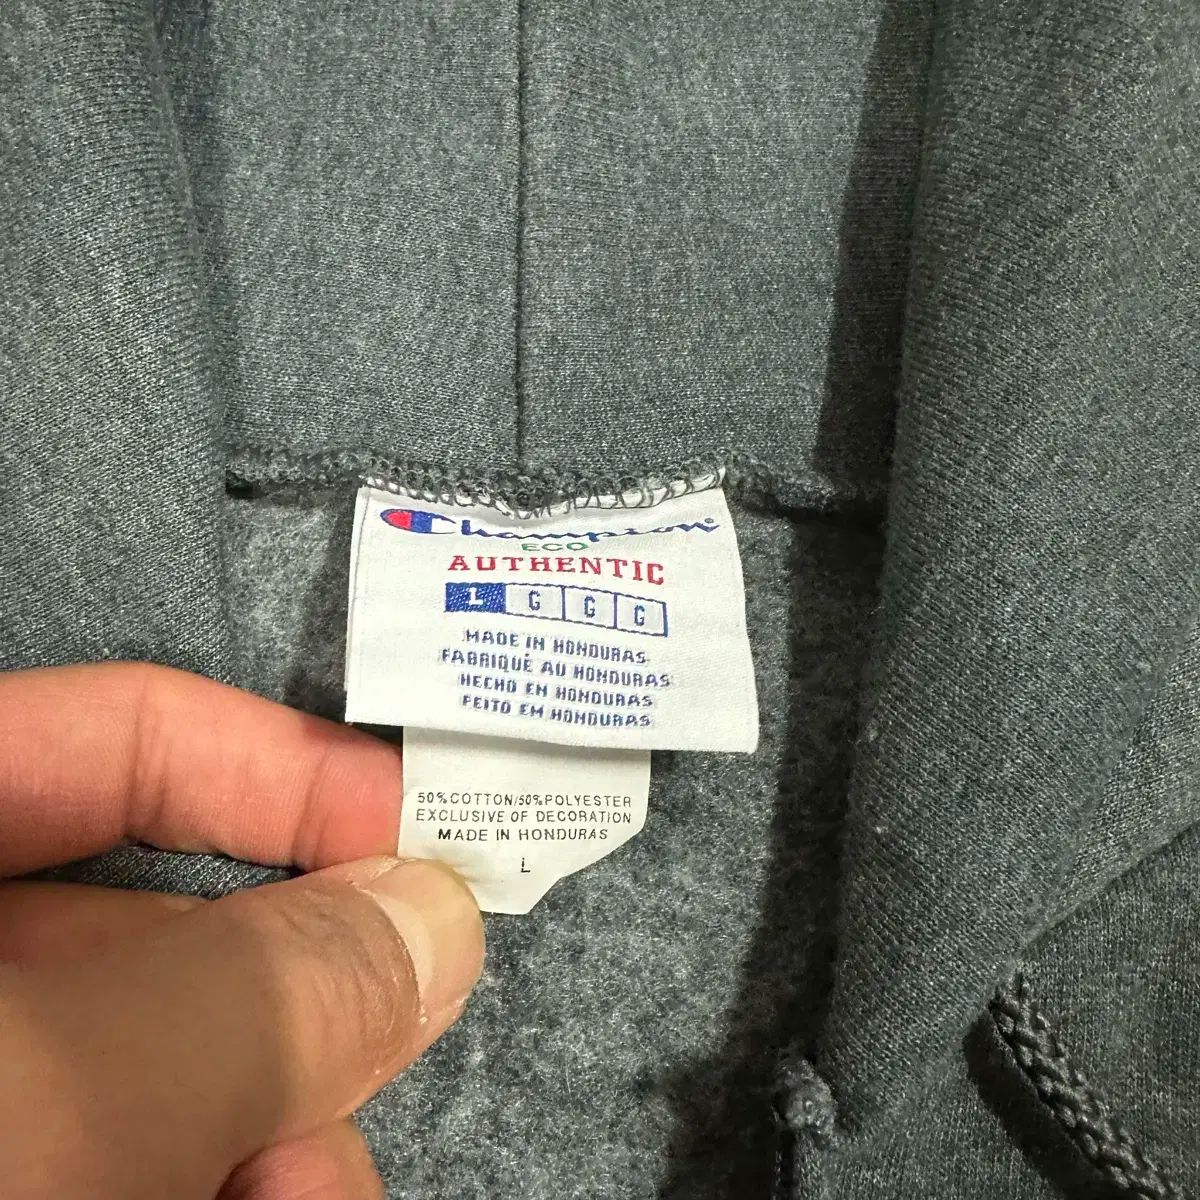 Champion
ECO
AUTHENTIC
L G G G
MADE IN HONDURAS
FABRIQUÉ AU HONDURAS
HECHO EN HONDURAS
FEITO EM HONDURAS
50%COTTON/50%POLYESTER
EXCLUSIVE OF DECORATION
MADE IN HONDURAS
L